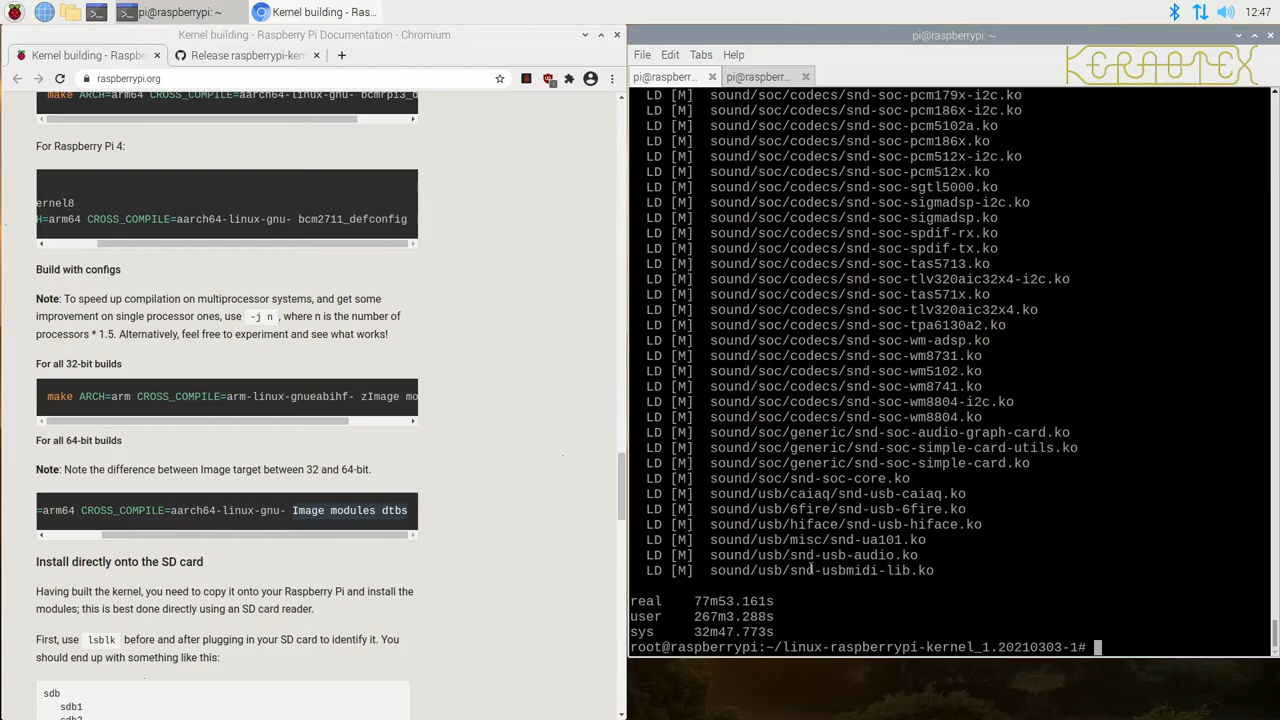 pi@raspberrypi: ~
Kernel building - Ras...
12:47
Kernel building - Raspberry Pi Documentation - Chromium
Kernel building - Raspbe
Release raspberrypi-kern
raspberrypi.org
make ARCH=arm64 CROSS_COMPILE=aarch64-linux-gnu- bcmrpi3_d
For Raspberry Pi 4:
ernel8
H=arm64 CROSS_COMPILE=aarch64-linux-gnu- bcm2711_defconfig
Build with configs
Note: To speed up compilation on multiprocessor systems, and get some
improvement on single processor ones, use -j n , where n is the number of
processors * 1.5. Alternatively, feel free to experiment and see what works!
For all 32-bit builds
make ARCH=arm CROSS_COMPILE=arm-linux-gnueabihf- zImage mo
For all 64-bit builds
Note: Note the difference between Image target between 32 and 64-bit.
=arm64 CROSS_COMPILE=aarch64-linux-gnu- Image modules dtbs
Install directly onto the SD card
Having built the kernel, you need to copy it onto your Raspberry Pi and install the
modules; this is best done directly using an SD card reader.
First, use lsblk before and after plugging in your SD card to identify it. You
should end up with something like this:
sdb
sdb1
sdb2
pi@raspberrypi: ~
File Edit Tabs Help
KERAOTEX
pi@raspberr...
pi@raspberr...
LD [M] sound/soc/codecs/snd-soc-pcm179x-i2c.ko
LD [M] sound/soc/codecs/snd-soc-pcm186x-i2c.ko
LD [M] sound/soc/codecs/snd-soc-pcm5102a.ko
LD [M] sound/soc/codecs/snd-soc-pcm186x.ko
LD [M] sound/soc/codecs/snd-soc-pcm512x-i2c.ko
LD [M] sound/soc/codecs/snd-soc-pcm512x.ko
LD [M] sound/soc/codecs/snd-soc-sgtl5000.ko
LD [M] sound/soc/codecs/snd-soc-sigmadsp-i2c.ko
LD [M] sound/soc/codecs/snd-soc-sigmadsp.ko
LD [M] sound/soc/codecs/snd-soc-spdif-rx.ko
LD [M] sound/soc/codecs/snd-soc-spdif-tx.ko
LD [M] sound/soc/codecs/snd-soc-tas5713.ko
LD [M] sound/soc/codecs/snd-soc-tlv320aic32x4-i2c.ko
LD [M] sound/soc/codecs/snd-soc-tas571x.ko
LD [M] sound/soc/codecs/snd-soc-tlv320aic32x4.ko
LD [M] sound/soc/codecs/snd-soc-tpa6130a2.ko
LD [M] sound/soc/codecs/snd-soc-wm-adsp.ko
LD [M] sound/soc/codecs/snd-soc-wm8731.ko
LD [M] sound/soc/codecs/snd-soc-wm5102.ko
LD [M] sound/soc/codecs/snd-soc-wm8741.ko
LD [M] sound/soc/codecs/snd-soc-wm8804-i2c.ko
LD [M] sound/soc/codecs/snd-soc-wm8804.ko
LD [M] sound/soc/generic/snd-soc-audio-graph-card.ko
LD [M] sound/soc/generic/snd-soc-simple-card-utils.ko
LD [M] sound/soc/generic/snd-soc-simple-card.ko
LD [M] sound/soc/snd-soc-core.ko
LD [M] sound/usb/caiaq/snd-usb-caiaq.ko
LD [M] sound/usb/6fire/snd-usb-6fire.ko
LD [M] sound/usb/hiface/snd-usb-hiface.ko
LD [M] sound/usb/misc/snd-ua101.ko
LD [M] sound/usb/snd-usb-audio.ko
LD [M] sound/usb/snd-usbmidi-lib.ko
real 77m53.161s
user 267m3.288s
sys 32m47.773s
root@raspberrypi:~/linux-raspberrypi-kernel_1.20210303-1#